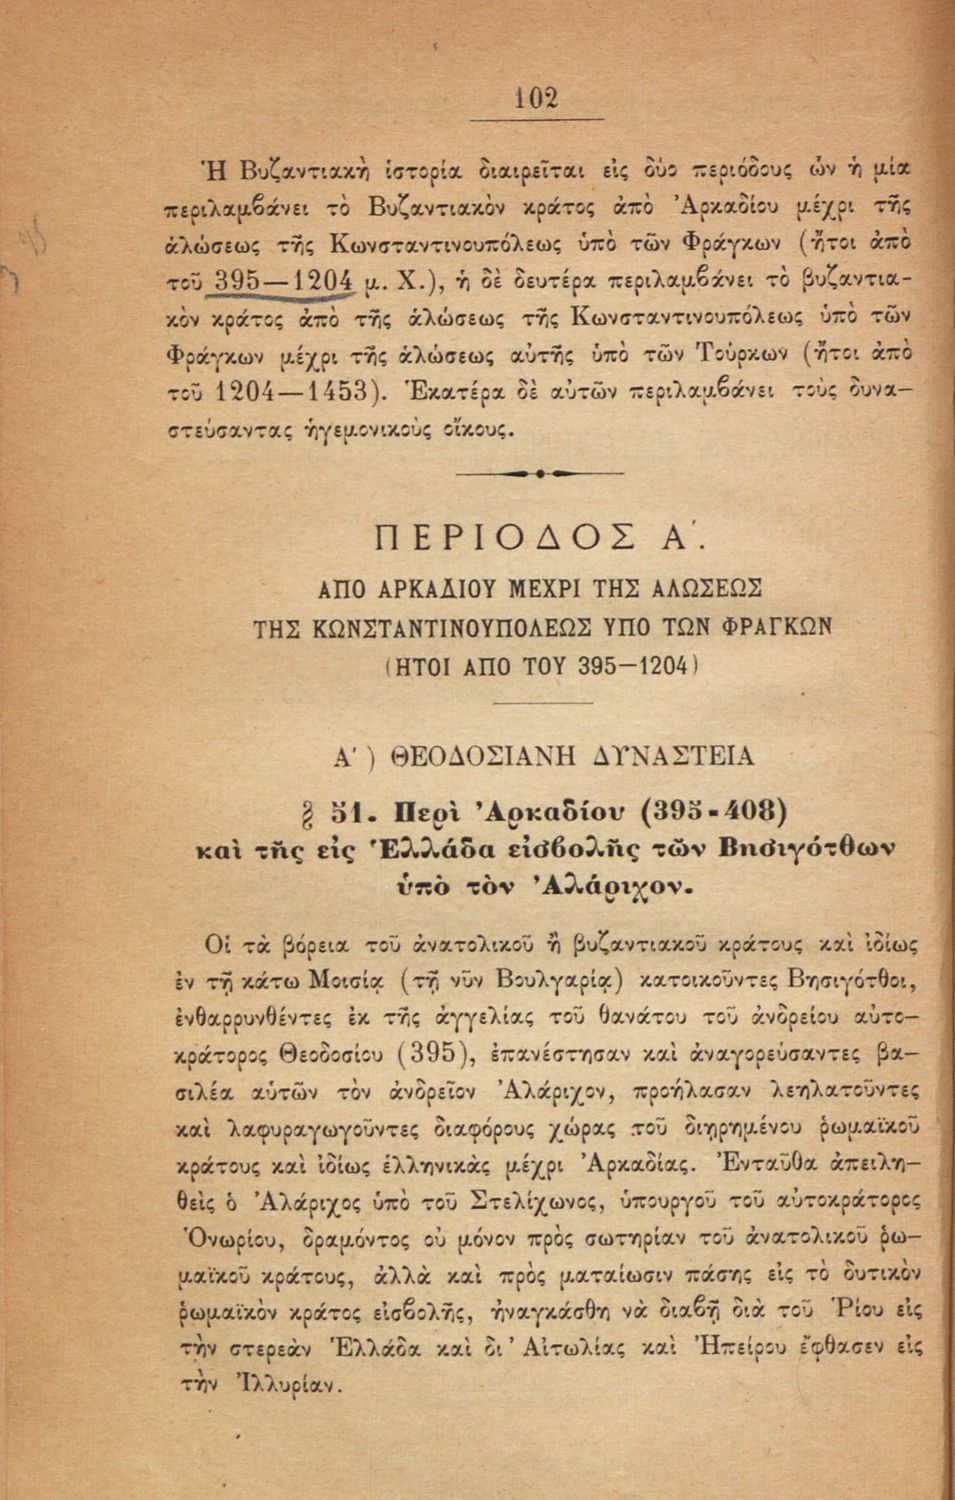 102
Ἡ Βυζαντιακὴ ἱστορία διαιρεῖται εἰς δύο περιόδους ὧν ἡ μία
περιλαμβάνει τὸ Βυζαντιακὸν κράτος ἀπὸ Ἀρκαδίου μέχρι τῆς
ἁλώσεως τῆς Κωνσταντινουπόλεως ὑπὸ τῶν Φράγκων (ἤτοι ἀπὸ
τοῦ 395—1204 μ. Χ.), ἡ δὲ δευτέρα περιλαμβάνει τὸ βυζαντια-
κὸν κράτος ἀπὸ τῆς ἁλώσεως τῆς Κωνσταντινουπόλεως ὑπὸ τῶν
Φράγκων μέχρι τῆς ἁλώσεως αὐτῆς ὑπὸ τῶν Τούρκων (ἤτοι ἀπὸ
τοῦ 1204—1453). Ἑκατέρα δὲ αὐτῶν περιλαμβάνει τοὺς δυνα—
στεύσαντας ἡγεμονικοὺς οἴκους.
ΠΕΡΙΟΔΟΣ Α΄.
ΑΠΟ ΑΡΚΑΔΙΟΥ ΜΕΧΡΙ ΤΗΣ ΑΛΩΣΕΩΣ
ΤΗΣ ΚΩΝΣΤΑΝΤΙΝΟΥΠΟΛΕΩΣ ΥΠΟ ΤΩΝ ΦΡΑΓΚΩΝ
(ΗΤΟΙ ΑΠΟ ΤΟΥ 395—1204)
Α΄) ΘΕΟΔΟΣΙΑΝΗ ΔΥΝΑΣΤΕΙΑ
§ 51. Περὶ Ἀρκαδίου (395-408)
καὶ τῆς εἰς Ἑλλάδα εἰσβολῆς τῶν Βησιγότθων
ὑπὸ τὸν Ἀλάριχον.
Οἱ τὰ βόρεια τοῦ ἀνατολικοῦ ἢ βυζαντιακοῦ κράτους καὶ ἰδίως
ἐν τῇ κάτω Μοισίᾳ (τῇ νῦν Βουλγαρίᾳ) κατοικοῦντες Βησιγότθοι,
ἐνθαρρυνθέντες ἐκ τῆς ἀγγελίας τοῦ θανάτου τοῦ ἀνδρείου αὐτο—
κράτορος Θεοδοσίου (395), ἐπανέστησαν καὶ ἀναγορεύσαντες βα—
σιλέα αὑτῶν τὸν ἀνδρεῖον Ἀλάριχον, προήλασαν λεηλατοῦντες
καὶ λαφυραγωγοῦντες διαφόρους χώρας τοῦ διῃρημένου ῥωμαϊκοῦ
κράτους καὶ ἰδίως ἑλληνικὰς μέχρι Ἀρκαδίας. Ἐνταῦθα ἀπειλη—
θεὶς ὁ Ἀλάριχος ὑπὸ τοῦ Στελίχωνος, ὑπουργοῦ τοῦ αὐτοκράτορος
Ὀνωρίου, δραμόντος οὐ μόνον πρὸς σωτηρίαν τοῦ ἀνατολικοῦ ῥω—
μαϊκοῦ κράτους, ἀλλὰ καὶ πρὸς ματαίωσιν πάσης εἰς τὸ δυτικὸν
ῥωμαϊκὸν κράτος εἰσβολῆς, ἠναγκάσθη νὰ διαβῇ διὰ τοῦ Ῥίου εἰς
τὴν στερεὰν Ἑλλάδα καὶ δι' Αἰτωλίας καὶ Ἠπείρου ἔφθασεν εἰς
τὴν Ἰλλυρίαν.